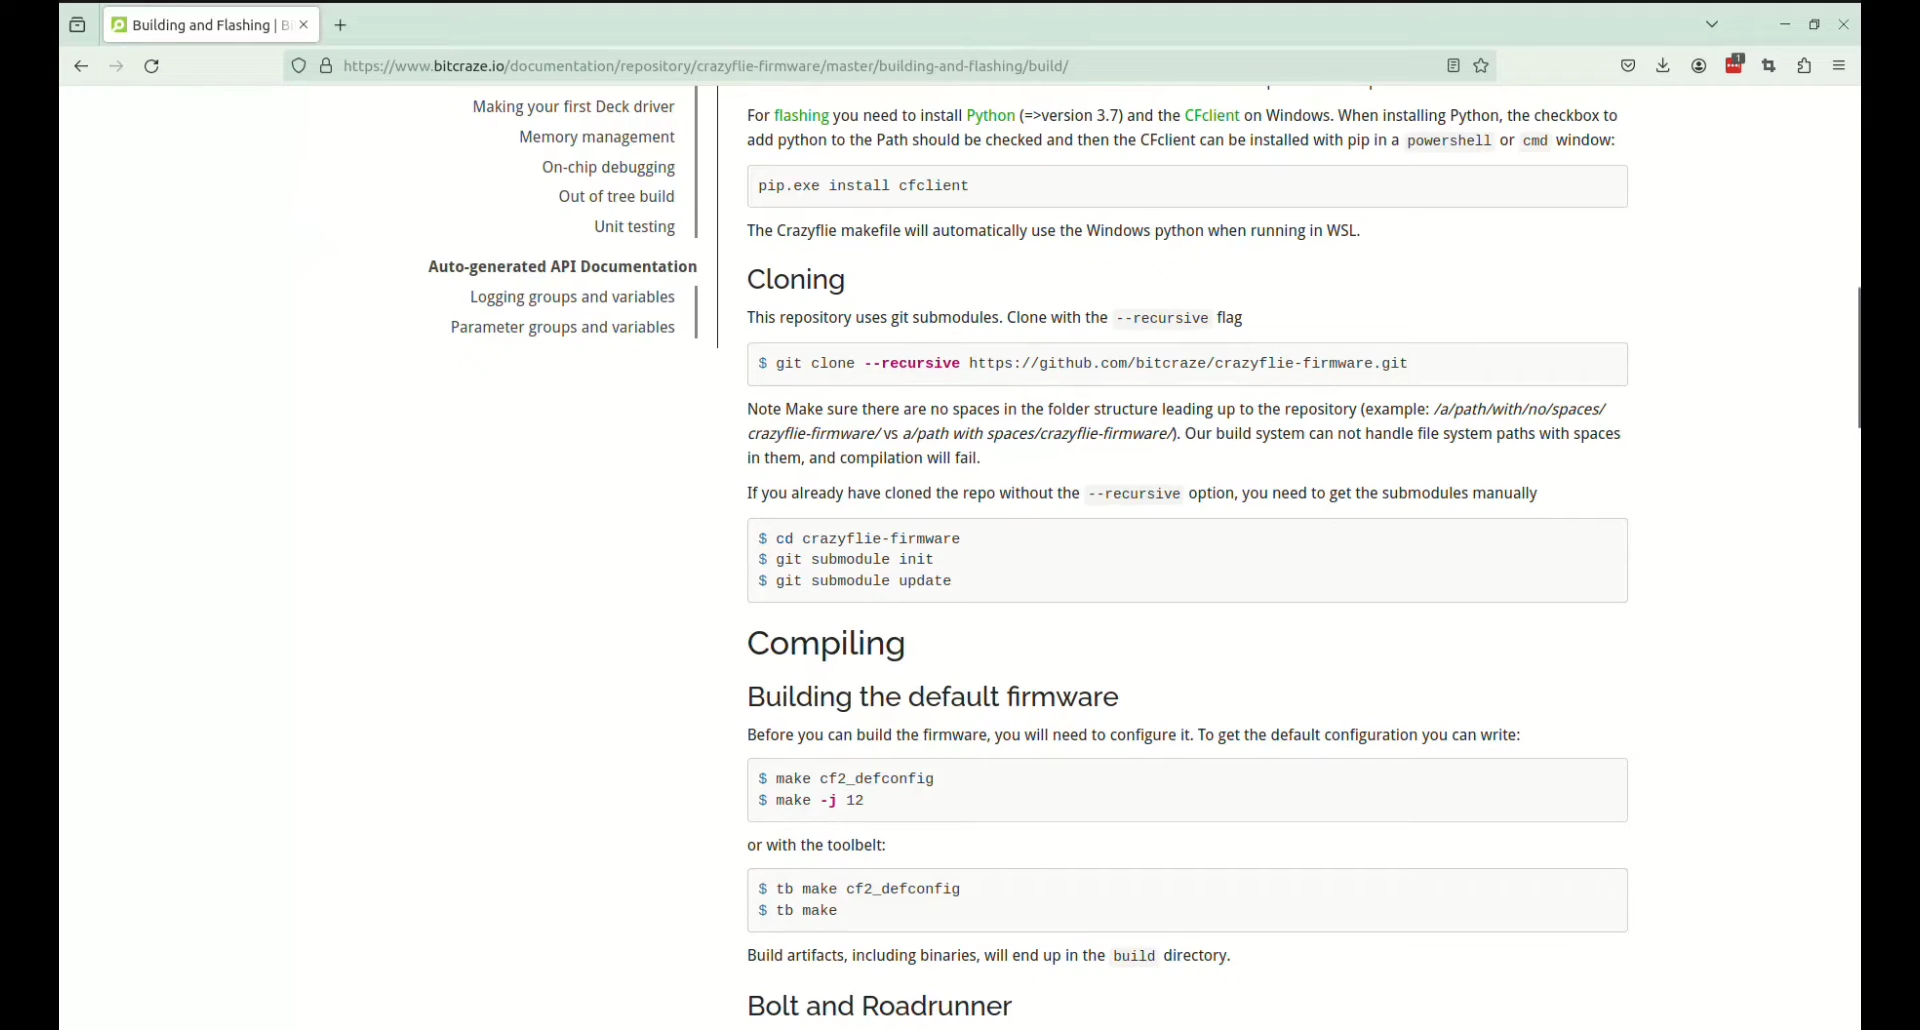 Building and Flashing | B
https://www.bitcraze.io/documentation/repository/crazyflie-firmware/master/building-and-flashing/build/
1
Making your first Deck driver
Memory management
On-chip debugging
Out of tree build
Unit testing
Auto-generated API Documentation
Logging groups and variables
Parameter groups and variables
For flashing you need to install Python (=>version 3.7) and the CFclient on Windows. When installing Python, the checkbox to
add python to the Path should be checked and then the CFclient can be installed with pip in a powershell or cmd window:
pip.exe install cfclient
The Crazyflie makefile will automatically use the Windows python when running in WSL.
Cloning
This repository uses git submodules. Clone with the --recursive flag
$ git clone --recursive https://github.com/bitcraze/crazyflie-firmware.git
Note Make sure there are no spaces in the folder structure leading up to the repository (example: /a/path/with/no/spaces/
crazyflie-firmware/ vs a/path with spaces/crazyflie-firmware/). Our build system can not handle file system paths with spaces
in them, and compilation will fail.
If you already have cloned the repo without the --recursive option, you need to get the submodules manually
$ cd crazyflie-firmware
$ git submodule init
$ git submodule update
Compiling
Building the default firmware
Before you can build the firmware, you will need to configure it. To get the default configuration you can write:
$ make cf2_defconfig
$ make -j 12
or with the toolbelt:
$ tb make cf2_defconfig
$ tb make
Build artifacts, including binaries, will end up in the build directory.
Bolt and Roadrunner